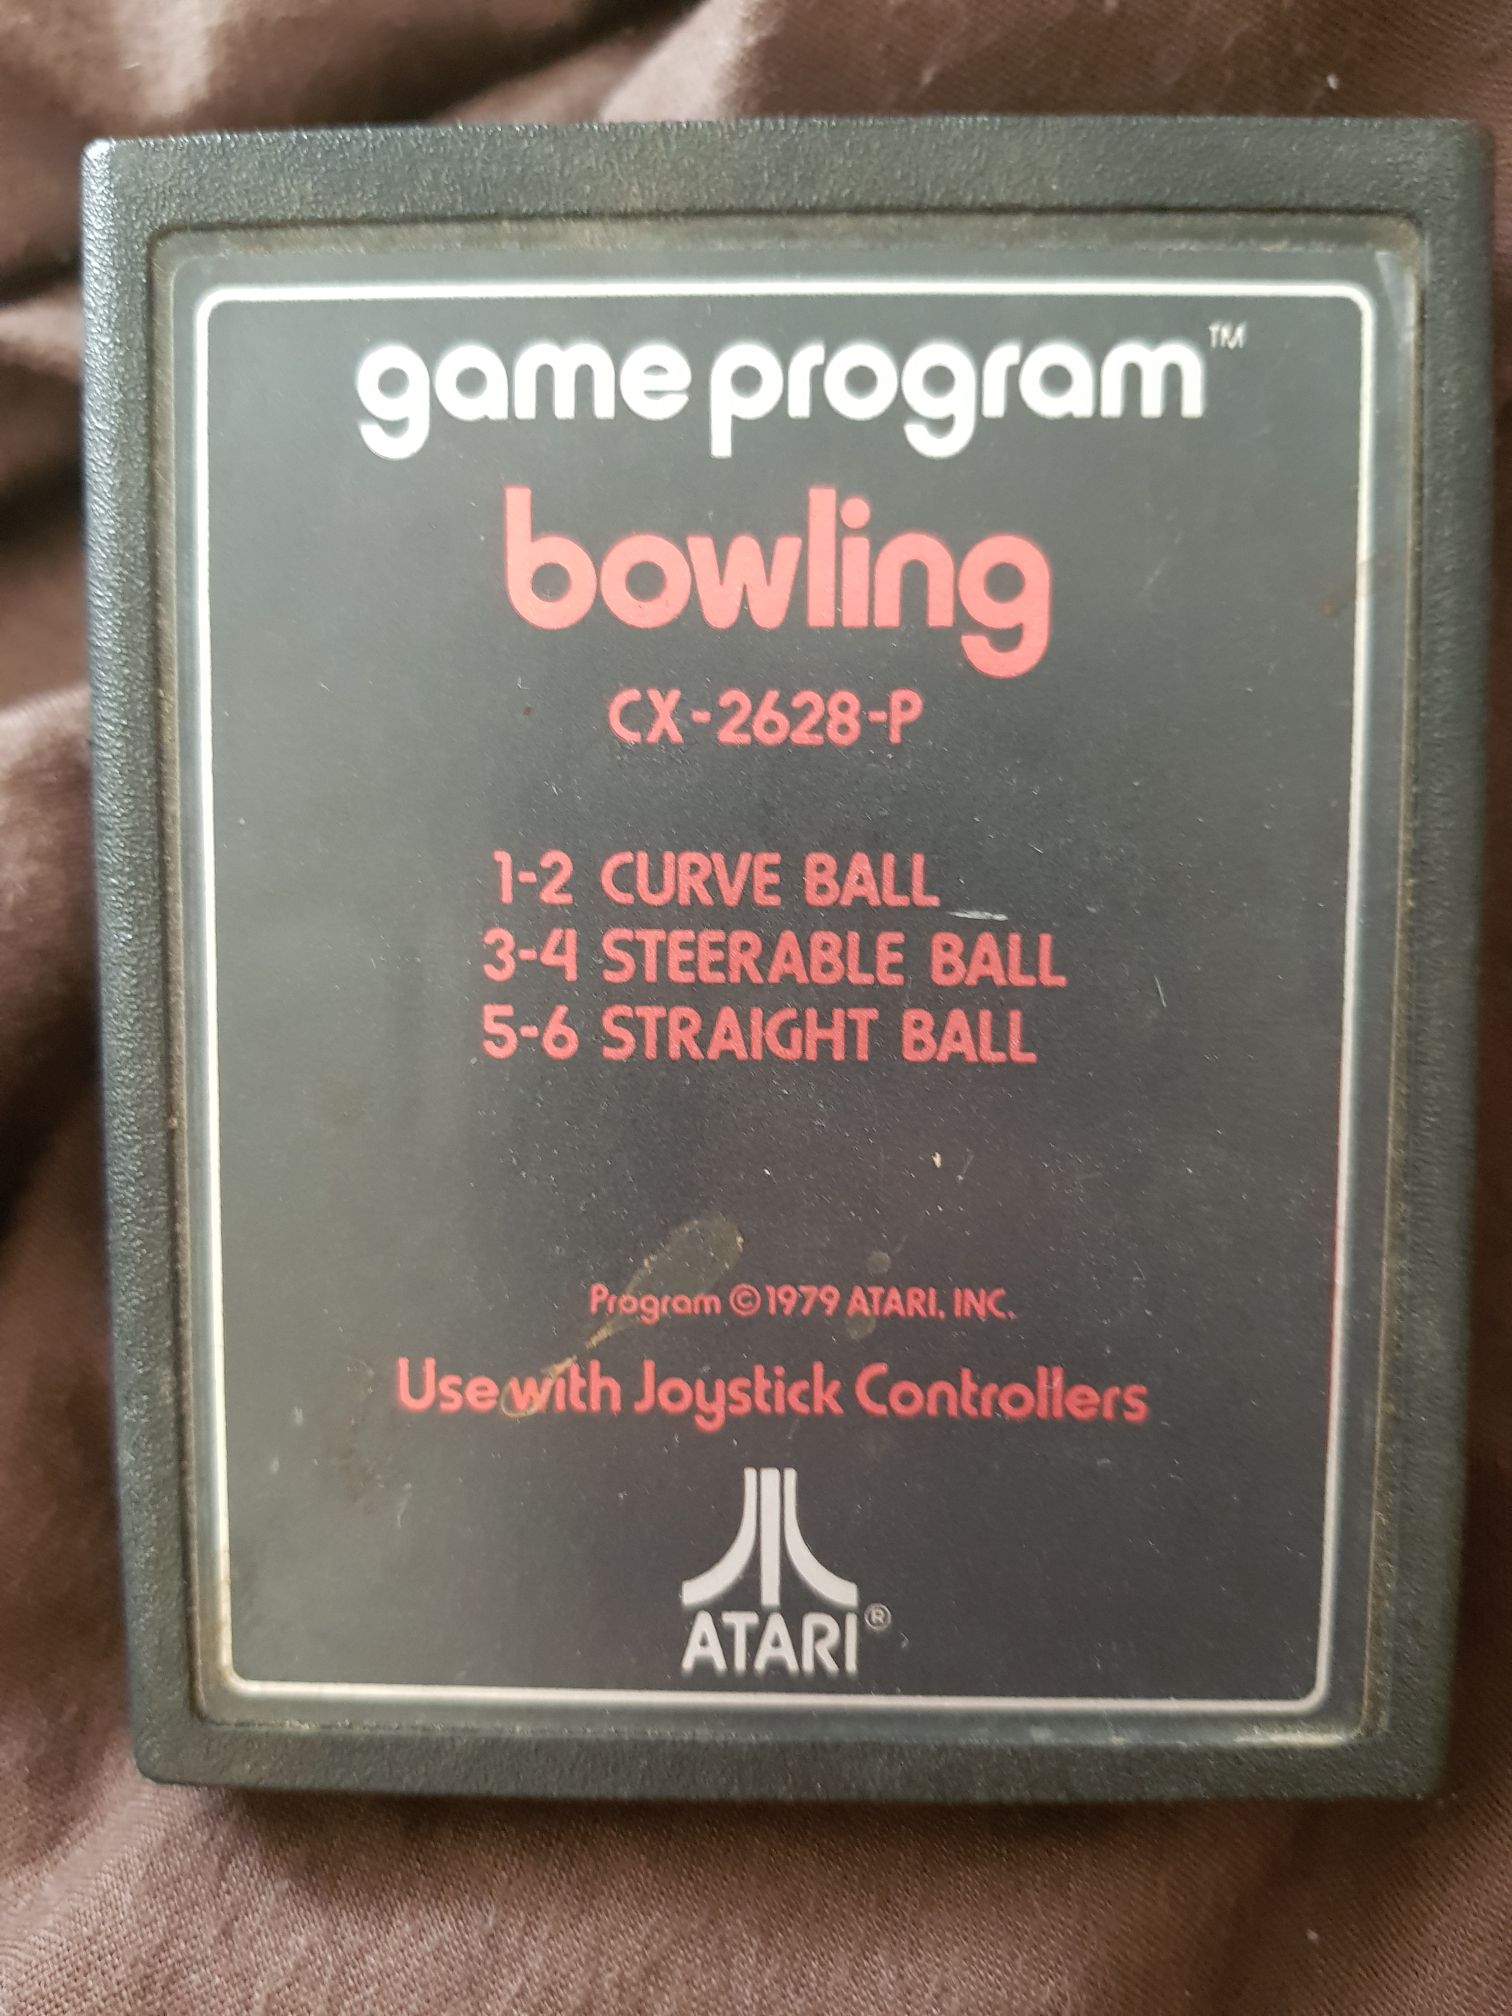 game program™
bowling
CX-2628-P
1-2 CURVE BALL
3-4 STEERABLE BALL
5-6 STRAIGHT BALL
Program ©1979 ATARI, INC.
Use with Joystick Controllers
ATARI®